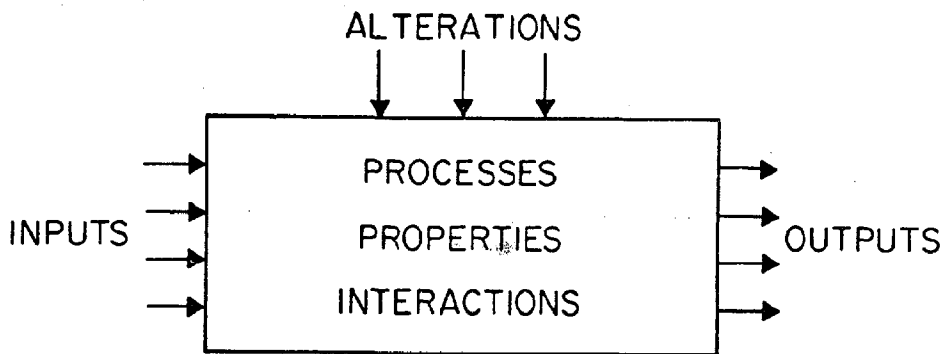 ALTERATIONS
PROCESSES
INPUTS
PROPERTIES
OUTPUTS
INTERACTIONS